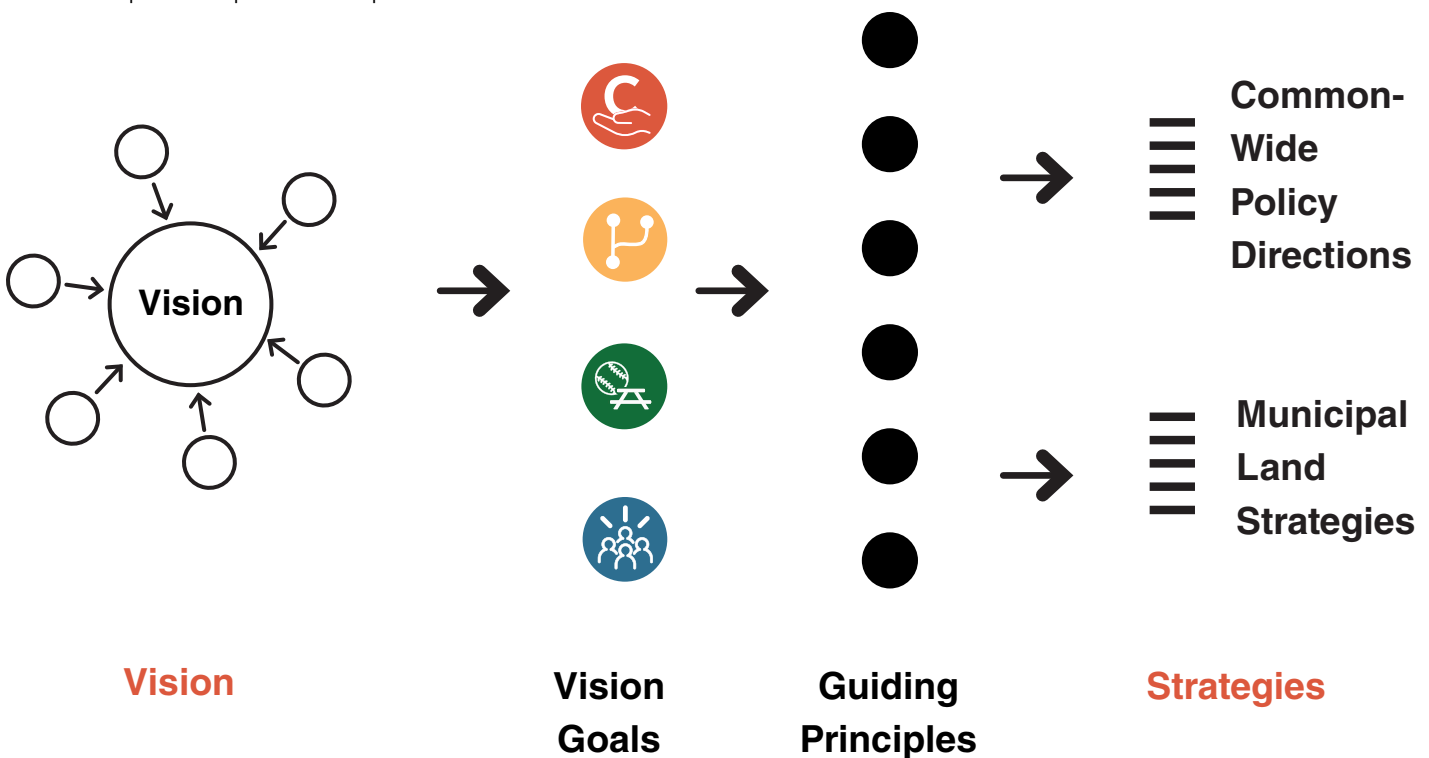 Common-
Wide
Policy
Directions
Vision
C
Municipal
Land
Strategies
Vision
Vision
Goals
Guiding
Principles
Strategies